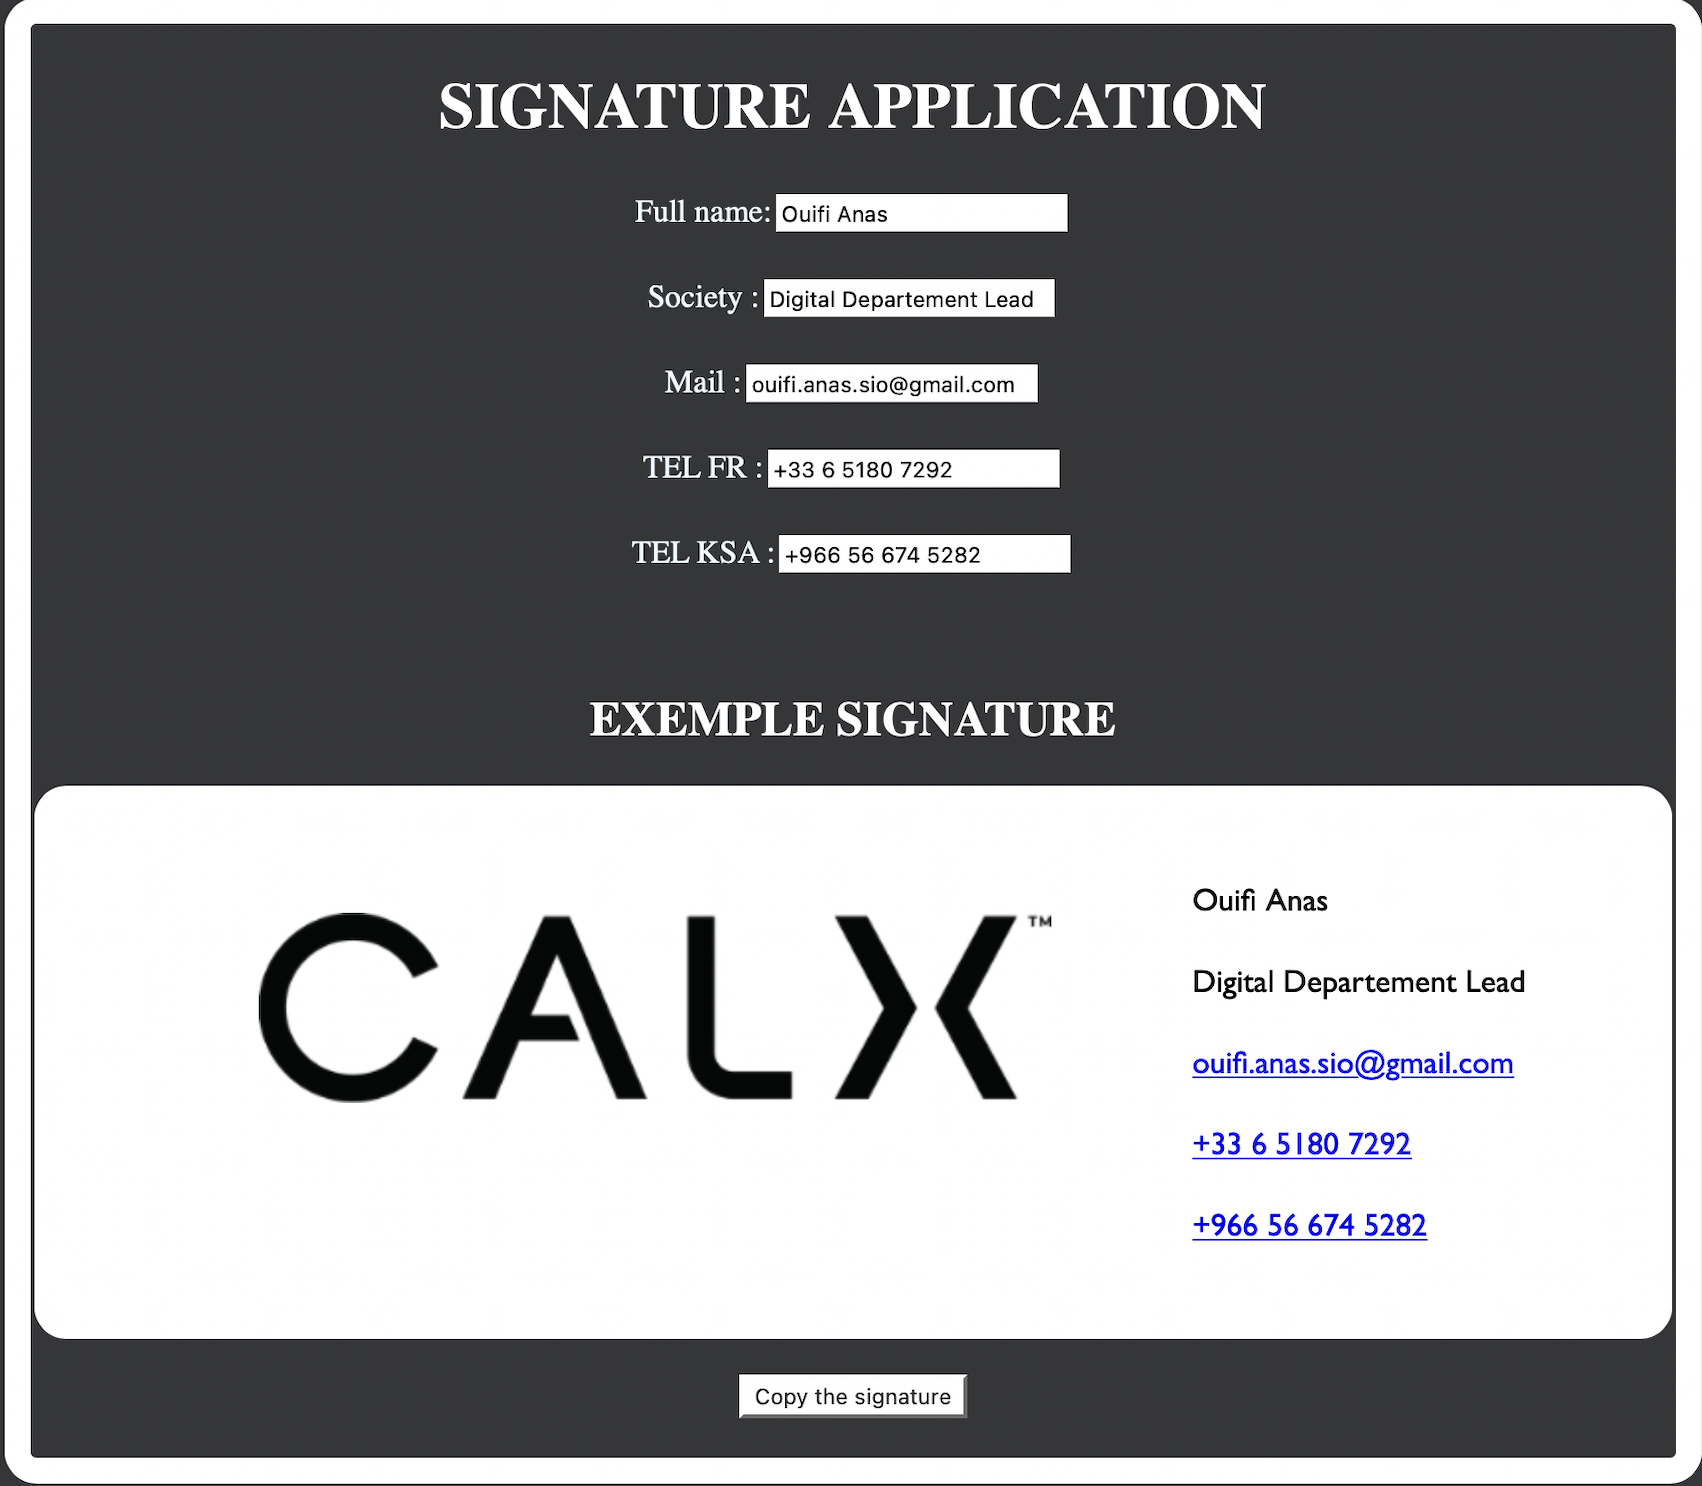 SIGNATURE APPLICATION
Full name: Ouifi Anas
Society : Digital Departement Lead
Mail : ouifi.anas.sio@gmail.com
TEL FR : +33 6 5180 7292
TEL KSA : +966 56 674 5282
EXEMPLE SIGNATURE
CALX™
Ouifi Anas
Digital Departement Lead
ouifi.anas.sio@gmail.com
+33 6 5180 7292
+966 56 674 5282
Copy the signature